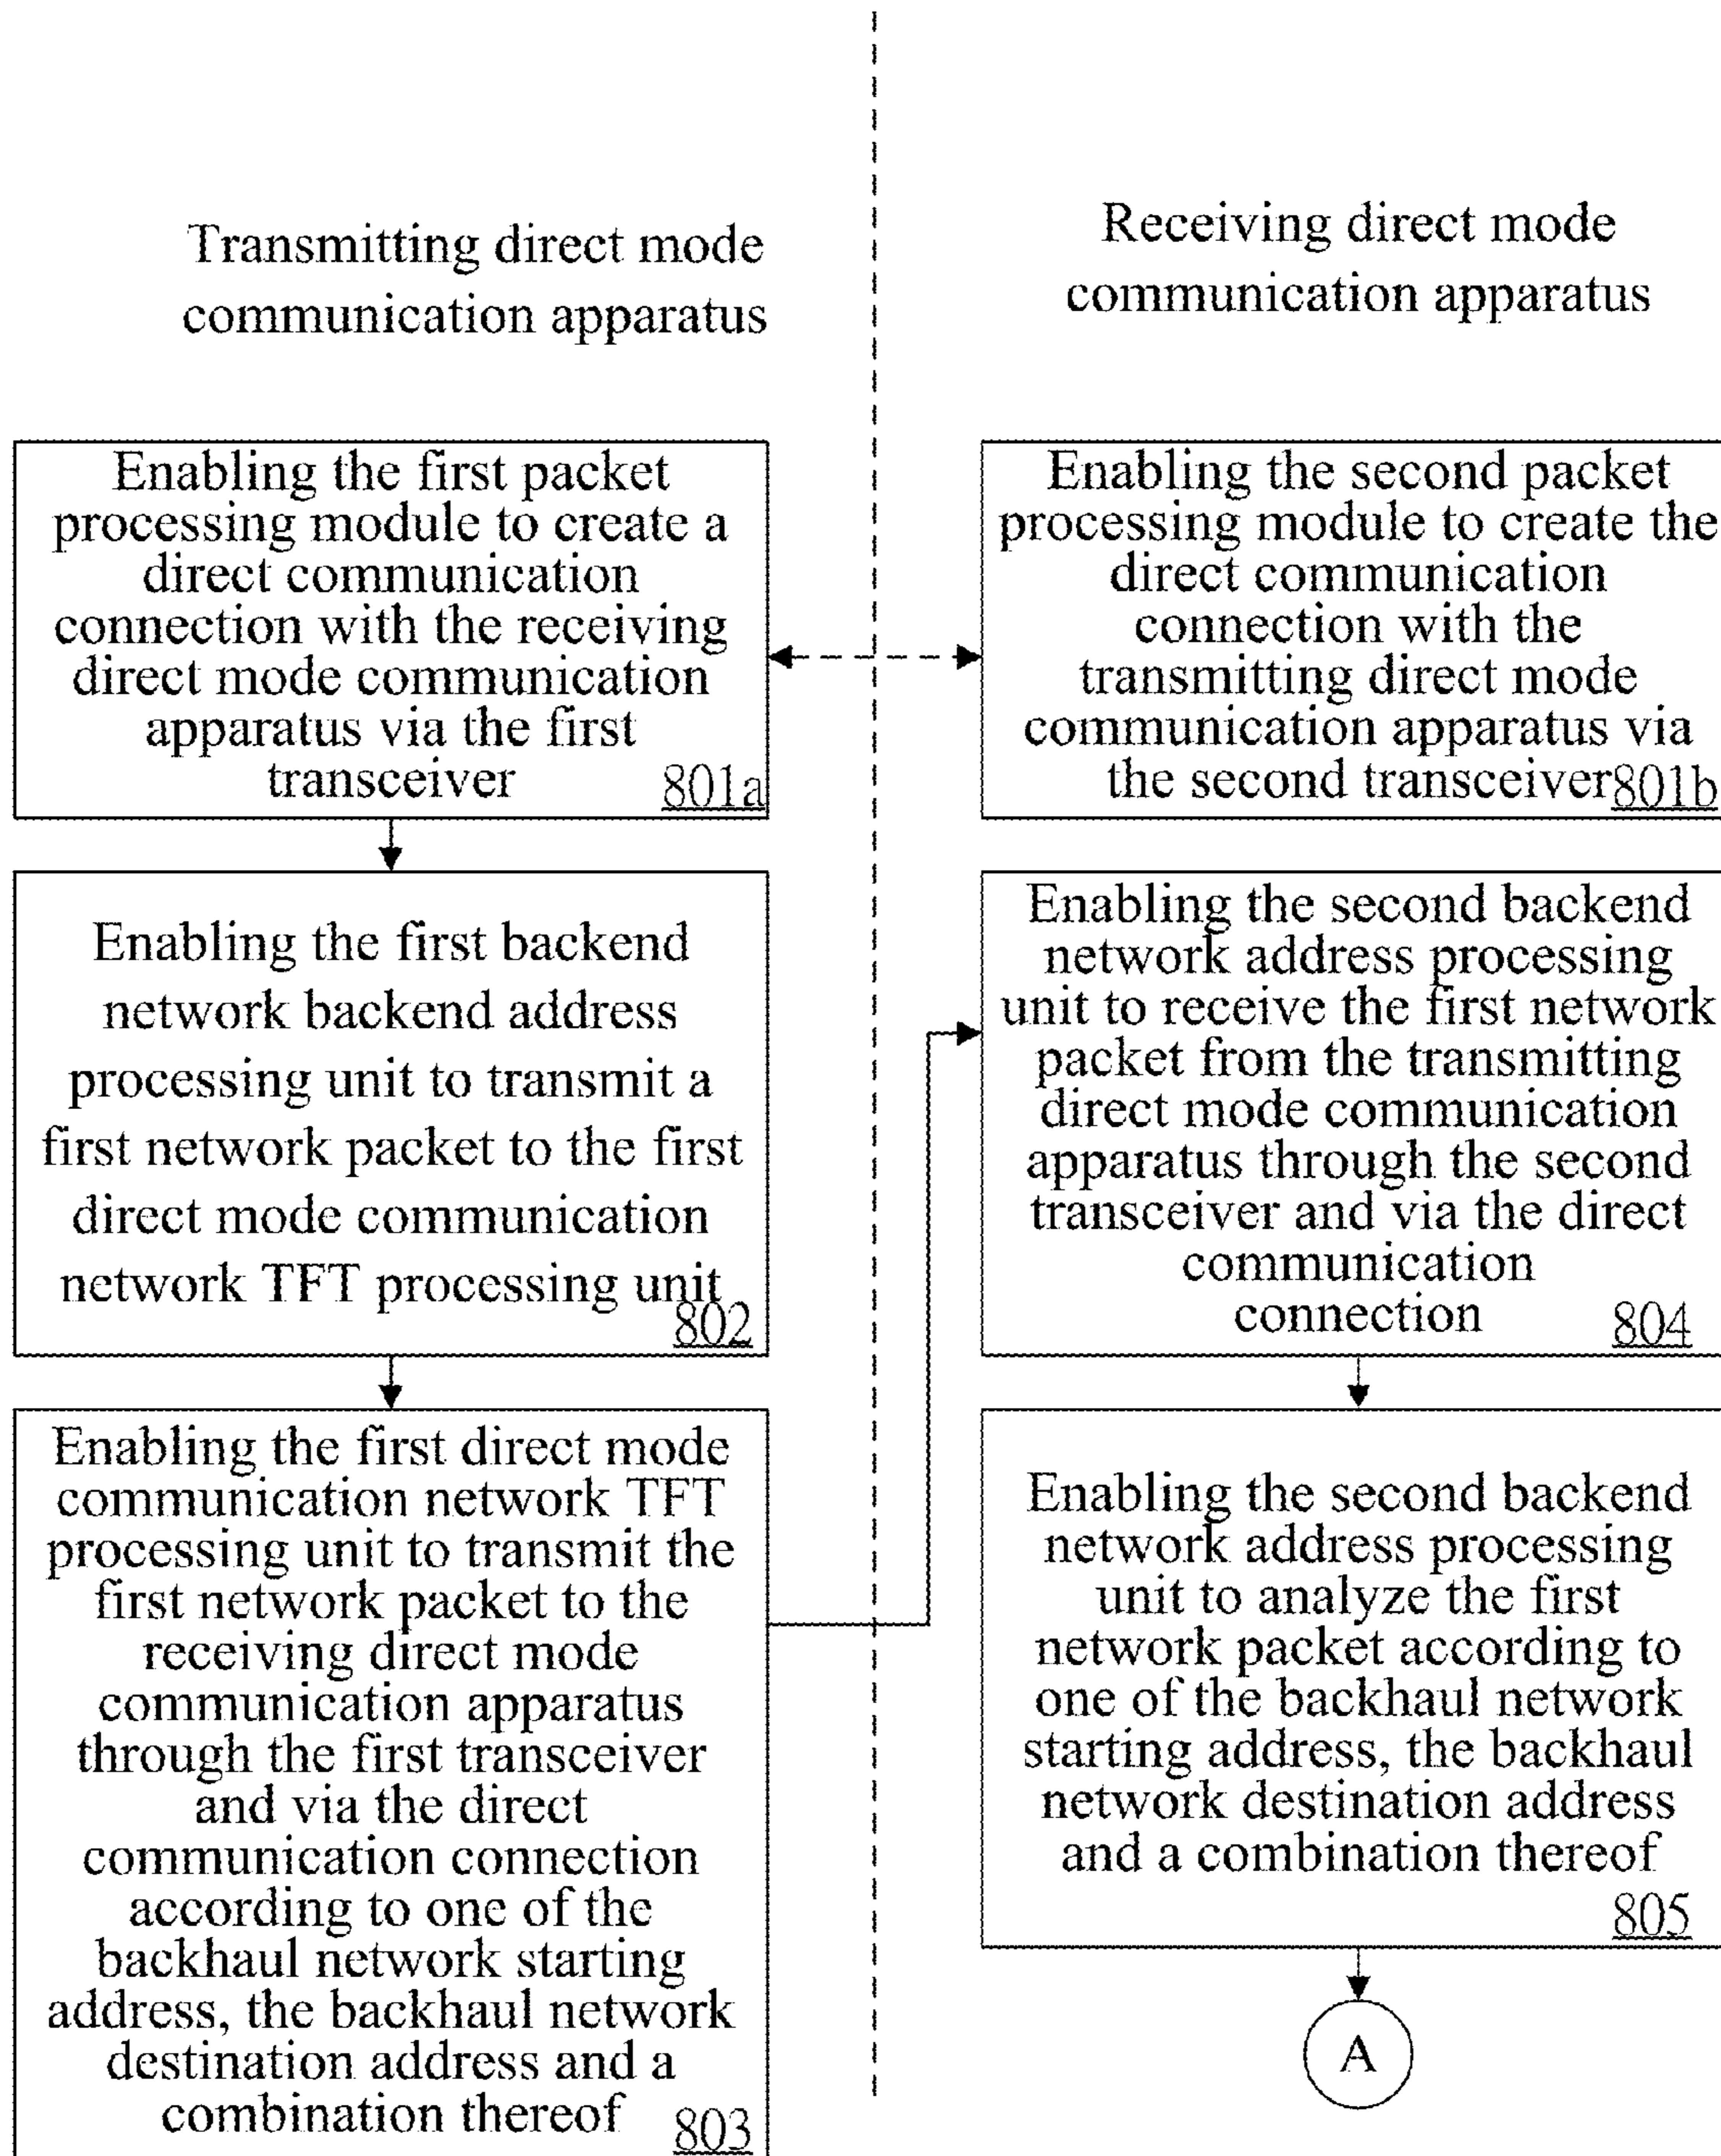 Transmitting direct mode
communication apparatus
Receiving direct mode
communication apparatus
Enabling the first packet
processing module to create a
direct communication
connection with the receiving
direct mode communication
apparatus via the first
transceiver
801a
Enabling the second packet
processing module to create the
direct communication
connection with the
transmitting direct mode
communication apparatus via
the second transceiver
801b
Enabling the first backend
network backend address
processing unit to transmit a
first network packet to the first
direct mode communication
network TFT processing unit
802
Enabling the first direct mode
communication network TFT
processing unit to transmit the
first network packet to the
receiving direct mode
communication apparatus
through the first transceiver
and via the direct
communication connection
according to one of the
backhaul network starting
address, the backhaul network
destination address and a
combination thereof
803
Enabling the second backend
network address processing
unit to receive the first network
packet from the transmitting
direct mode communication
apparatus through the second
transceiver and via the direct
communication
connection
804
Enabling the second backend
network address processing
unit to analyze the first
network packet according to
one of the backhaul network
starting address, the backhaul
network destination address
and a combination thereof
805
A